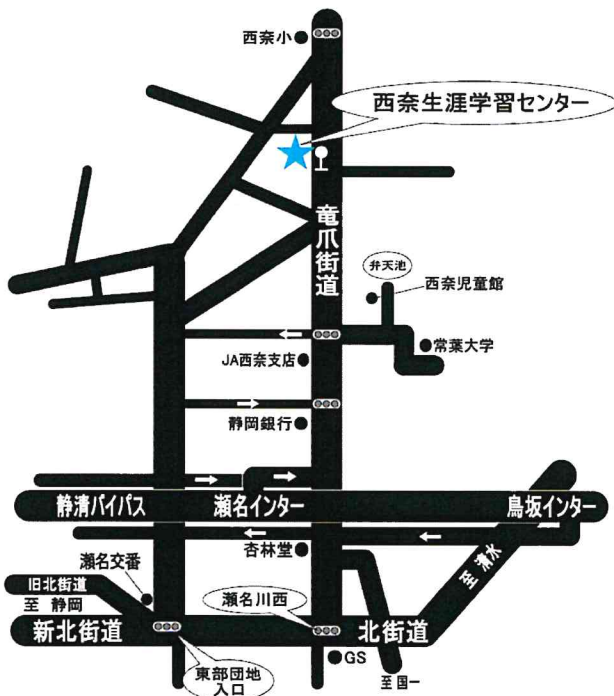 西奈小
西奈生涯学習センター
竜爪街道
弁天池
西奈児童館
常葉大学
JA西奈支店
静岡銀行
静清バイパス
瀬名インター
鳥坂インター
杏林堂
至 清水
瀬名交番
旧北街道
至 静岡
瀬名川西
新北街道
北街道
GS
東部団地
入口
至国一